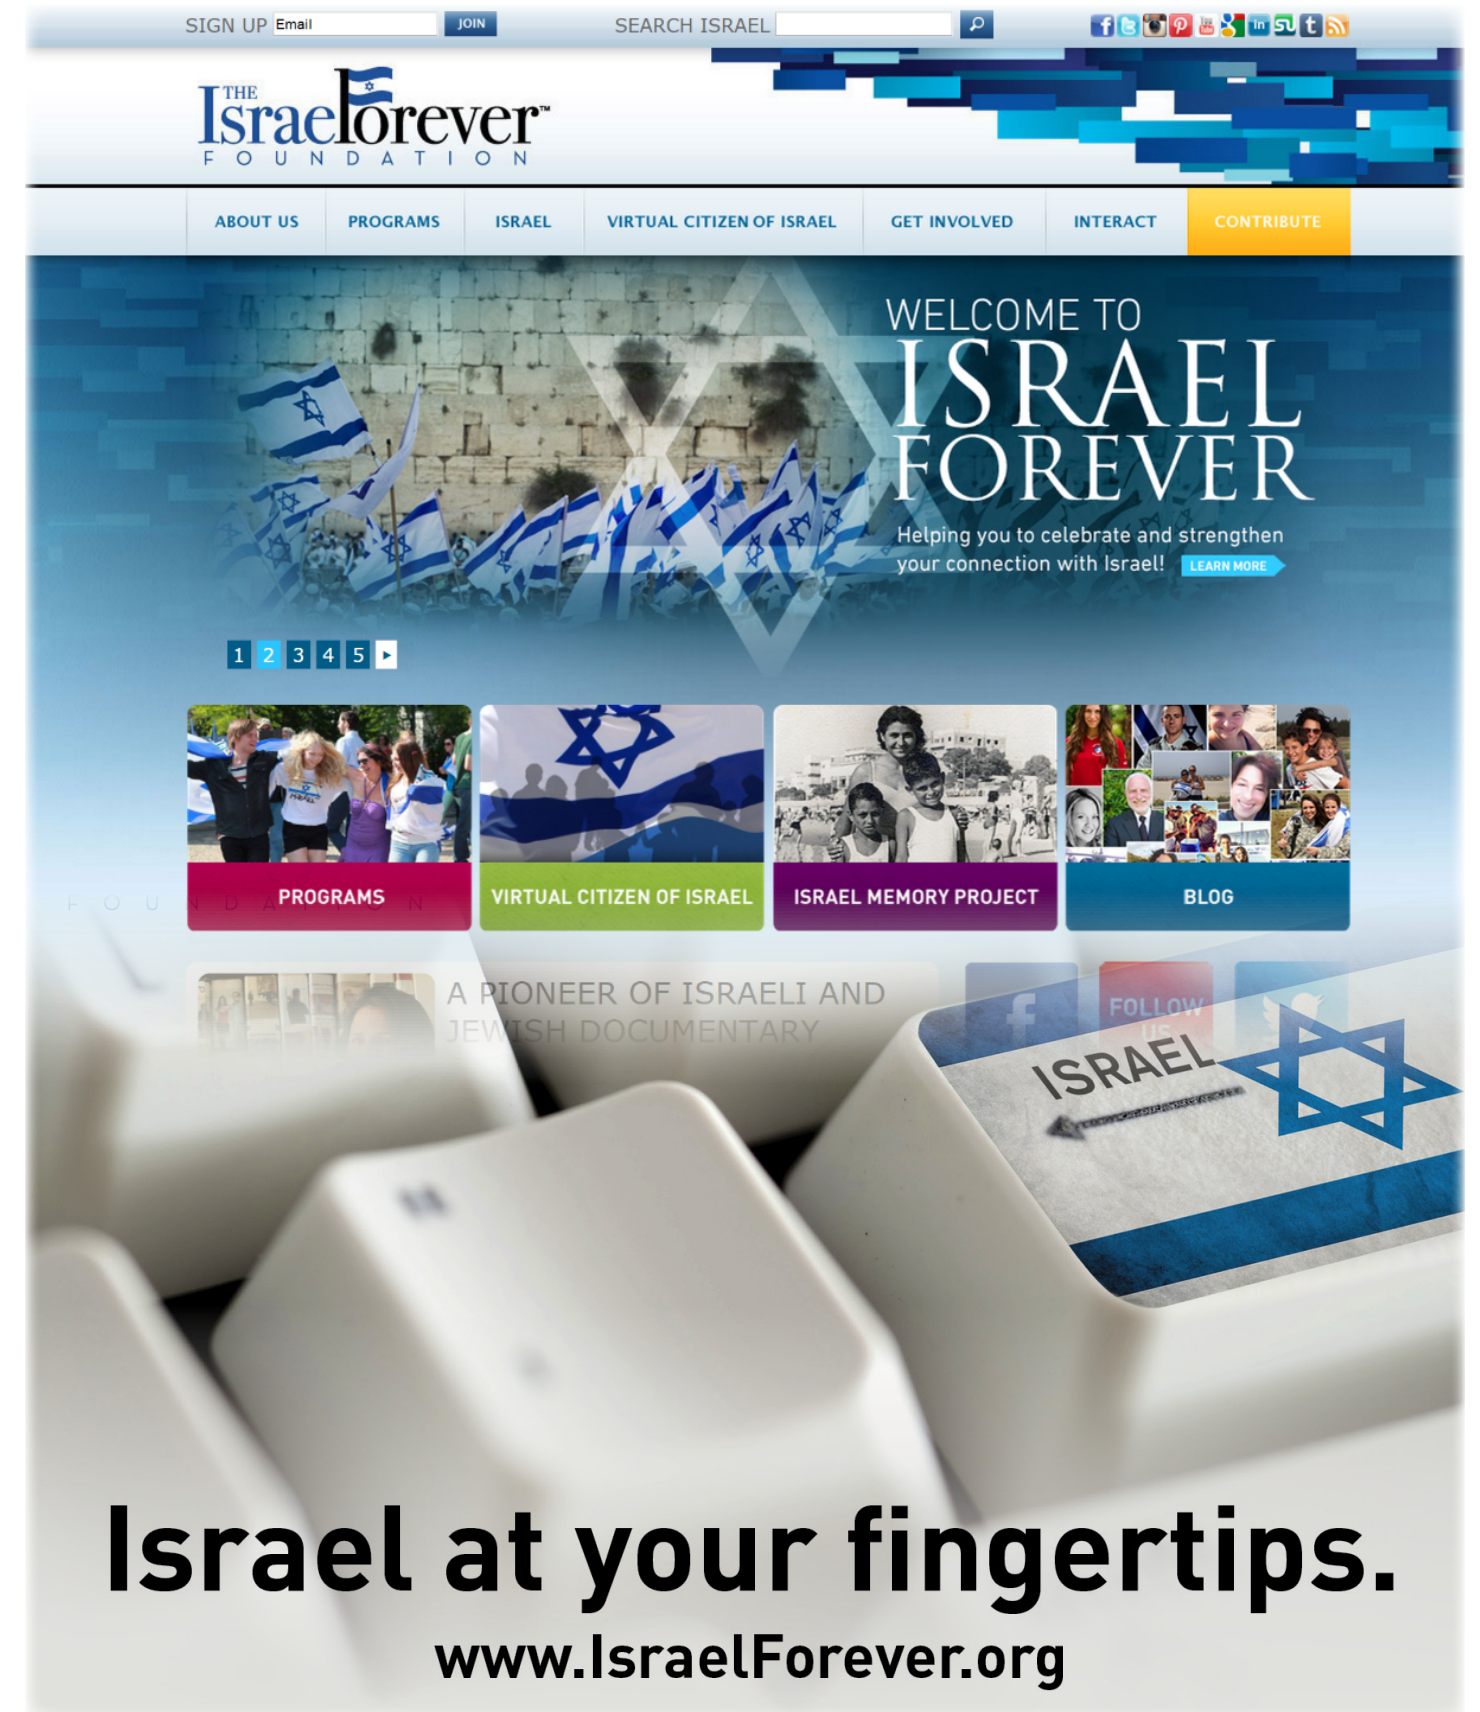 SIGN UP Email JOIN SEARCH ISRAEL
THE
IsraelForever™
FOUNDATION
ABOUT US PROGRAMS ISRAEL VIRTUAL CITIZEN OF ISRAEL GET INVOLVED INTERACT CONTRIBUTE
WELCOME TO
ISRAEL
FOREVER
Helping you to celebrate and strengthen
your connection with Israel! LEARN MORE
1 2 3 4 5
PROGRAMS VIRTUAL CITIZEN OF ISRAEL ISRAEL MEMORY PROJECT BLOG
FOUNDATION
A PIONEER OF ISRAELI AND
JEWISH DOCUMENTARY
FOLLOW
US
ISRAEL
Israel at your fingertips.
www.IsraelForever.org